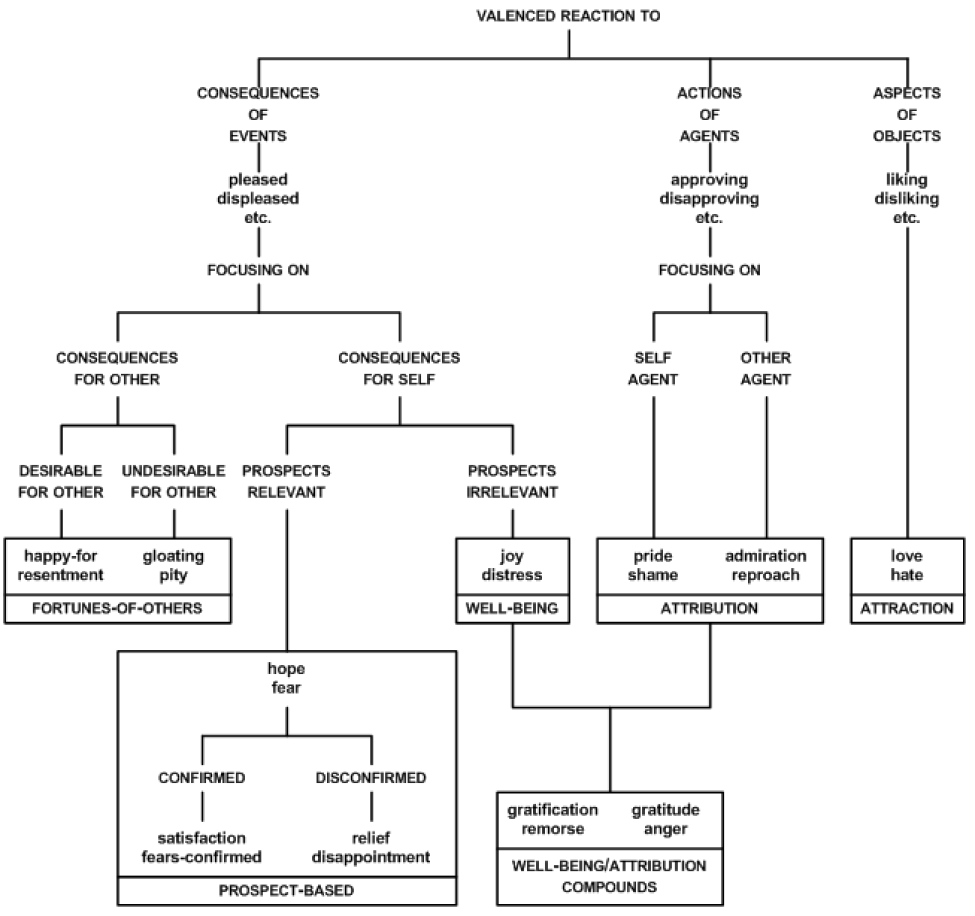 VALENCED REACTION TO
CONSEQUENCES
OF
EVENTS
ACTIONS
OF
AGENTS
ASPECTS
OF
OBJECTS
pleased
displeased
etc.
approving
disapproving
etc.
liking
disliking
etc.
FOCUSING ON
FOCUSING ON
CONSEQUENCES
FOR OTHER
CONSEQUENCES
FOR SELF
SELF
AGENT
OTHER
AGENT
DESIRABLE
FOR OTHER
UNDESIRABLE
FOR OTHER
PROSPECTS
RELEVANT
PROSPECTS
IRRELEVANT
happy-for
resentment
gloating
pity
FORTUNES-OF-OTHERS
joy
distress
WELL-BEING
pride
shame
admiration
reproach
ATTRIBUTION
love
hate
ATTRACTION
hope
fear
CONFIRMED
DISCONFIRMED
satisfaction
fears-confirmed
relief
disappointment
PROSPECT-BASED
gratification
remorse
gratitude
anger
WELL-BEING/ATTRIBUTION
COMPOUNDS